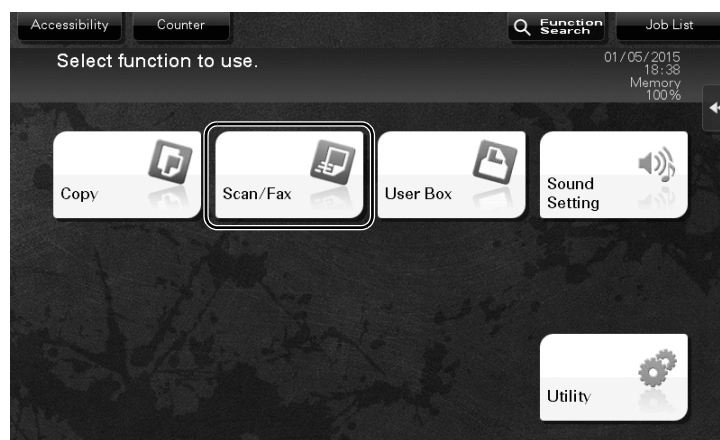 Accessibility
Counter
Function
Search
Job List
Select function to use.
01/05/2015
18:38
Memory
100%
Copy
Scan/Fax
User Box
Sound
Setting
Utility